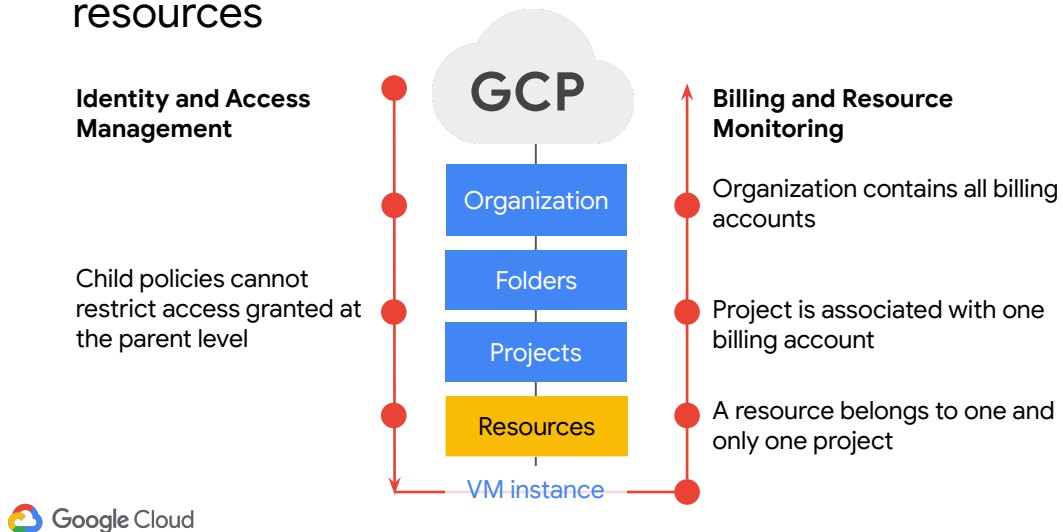 resources
GCP
Identity and Access
Management
Billing and Resource
Monitoring
Organization
Organization contains all billing
accounts
Folders
Child policies cannot
restrict access granted at
the parent level
Project is associated with one
billing account
Projects
Resources
A resource belongs to one and
only one project
VM instance
Google Cloud